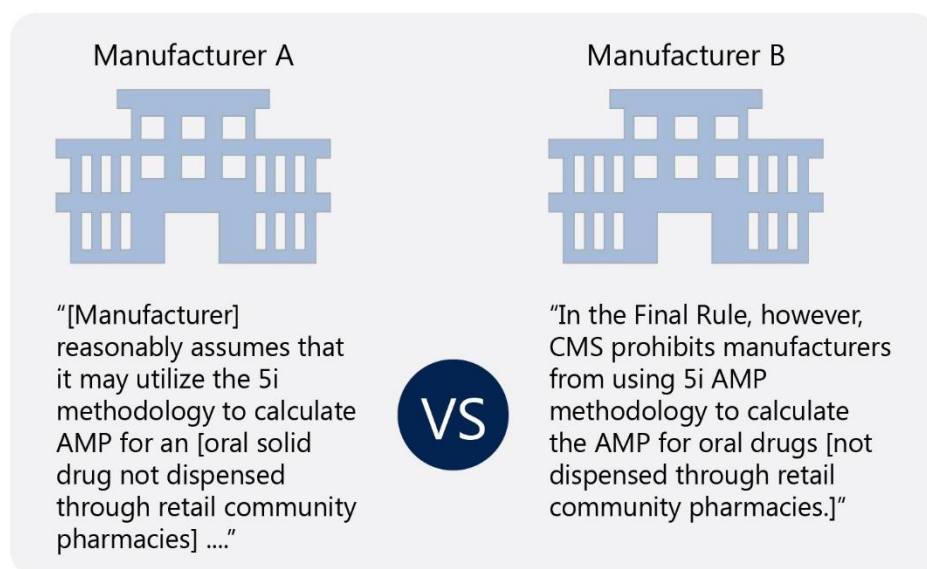 Manufacturer A
Manufacturer B
“[Manufacturer]
reasonably assumes that
it may utilize the 5i
methodology to calculate
AMP for an [oral solid
drug not dispensed
through retail community
pharmacies] ....”
VS
“In the Final Rule, however,
CMS prohibits manufacturers
from using 5i AMP
methodology to calculate
the AMP for oral drugs [not
dispensed through retail
community pharmacies.]”